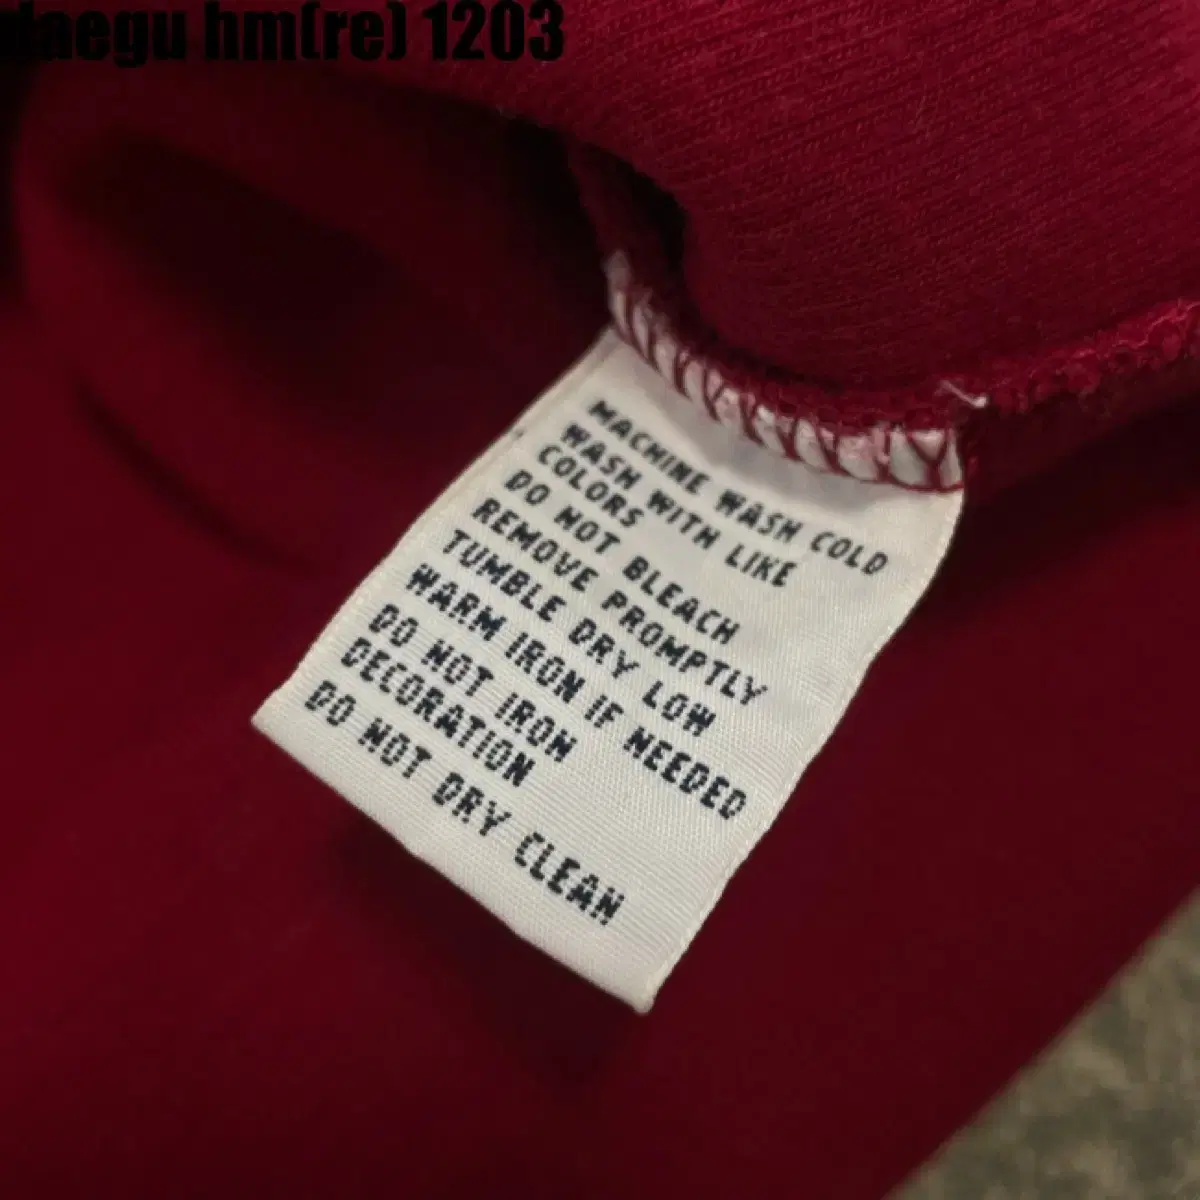 daegu hm(re) 1203
MACHINE WASH COLD
WASH WITH LIKE
COLORS
DO NOT BLEACH
REMOVE PROMPTLY
TUMBLE DRY LOW
WARM IRON IF NEEDED
DO NOT IRON
DECORATION
DO NOT DRY CLEAN